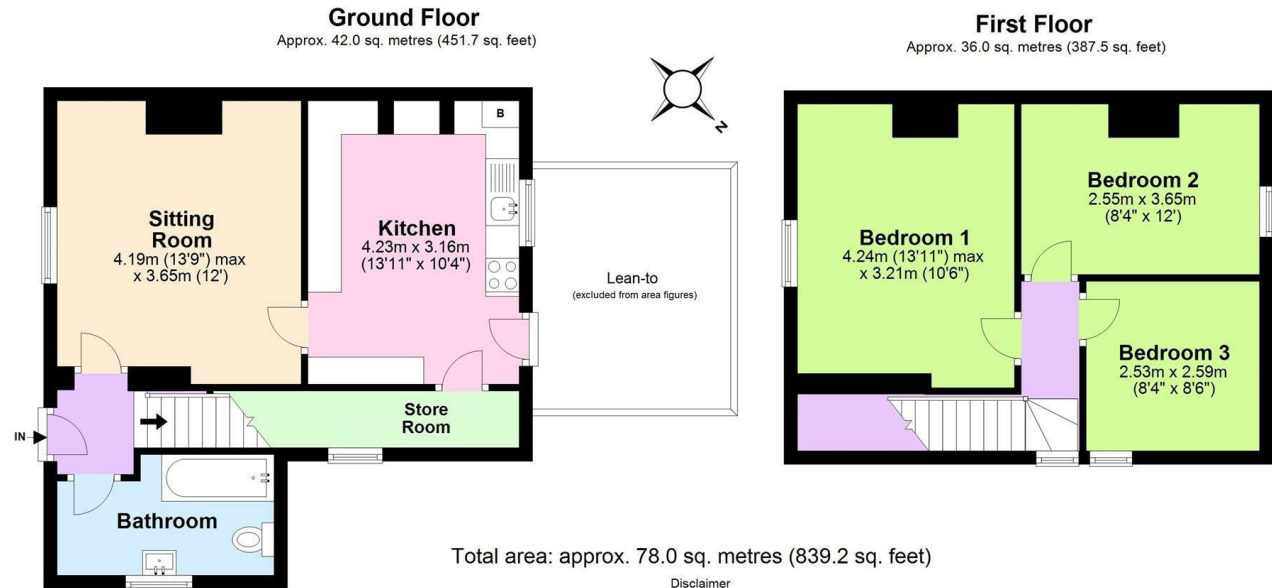 Ground Floor
Approx. 42.0 sq. metres (451.7 sq. feet)
B
N
Sitting
Room
4.19m (13'9") max
x 3.65m (12')
Kitchen
4.23m x 3.16m
(13'11" x 10'4")
Lean-to
(excluded from area figures)
Store
Room
IN
Bathroom
First Floor
Approx. 36.0 sq. metres (387.5 sq. feet)
Bedroom 1
4.24m (13'11") max
x 3.21m (10'6")
Bedroom 2
2.55m x 3.65m
(8'4" x 12')
Bedroom 3
2.53m x 2.59m
(8'4" x 8'6")
Total area: approx. 78.0 sq. metres (839.2 sq. feet)
Disclaimer